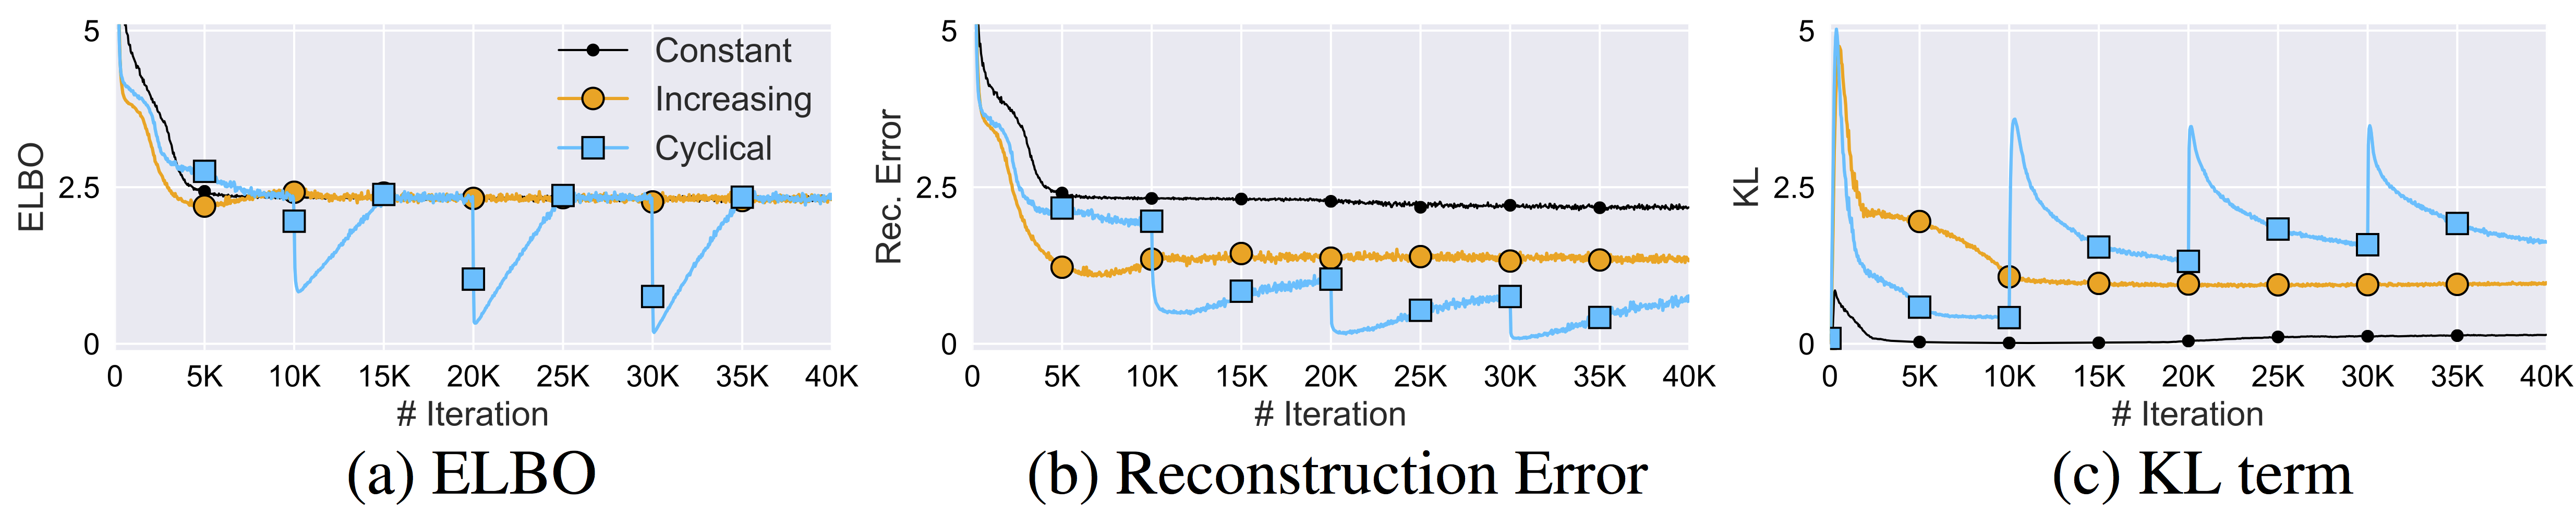 5
2.5
0
ELBO
Constant
Increasing
Cyclical
0 5K 10K 15K 20K 25K 30K 35K 40K
# Iteration
(a) ELBO
5
2.5
0
Rec. Error
0 5K 10K 15K 20K 25K 30K 35K 40K
# Iteration
(b) Reconstruction Error
5
2.5
0
KL
0 5K 10K 15K 20K 25K 30K 35K 40K
# Iteration
(c) KL term